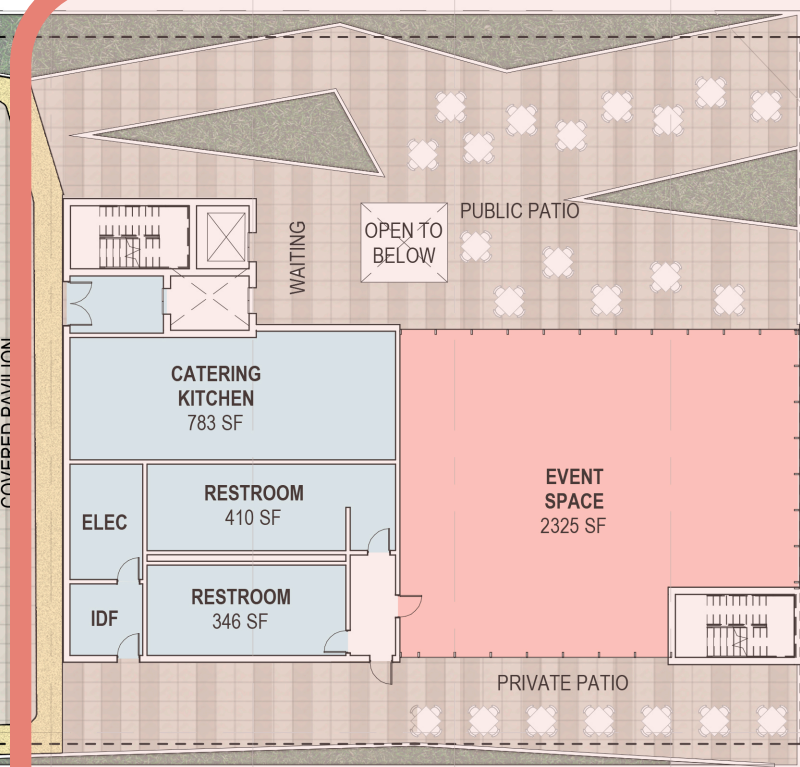 PUBLIC PATIO
OPEN TO
BELOW
WAITING
COVERED PAVILION
CATERING
KITCHEN
783 SF
EVENT
SPACE
2325 SF
RESTROOM
410 SF
ELEC
RESTROOM
346 SF
IDF
PRIVATE PATIO